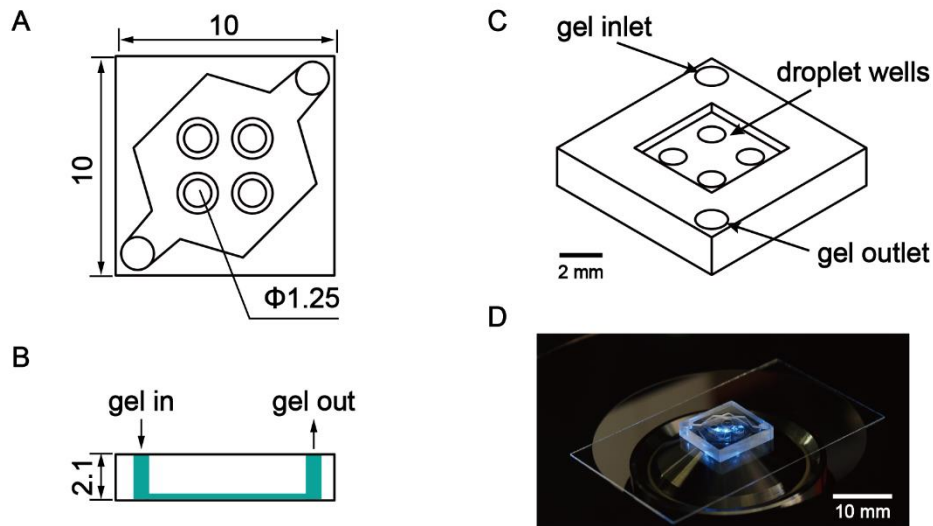 A
10
10
Φ1.25
B
gel in
gel out
2.1
C
gel inlet
droplet wells
gel outlet
2 mm
D
10 mm